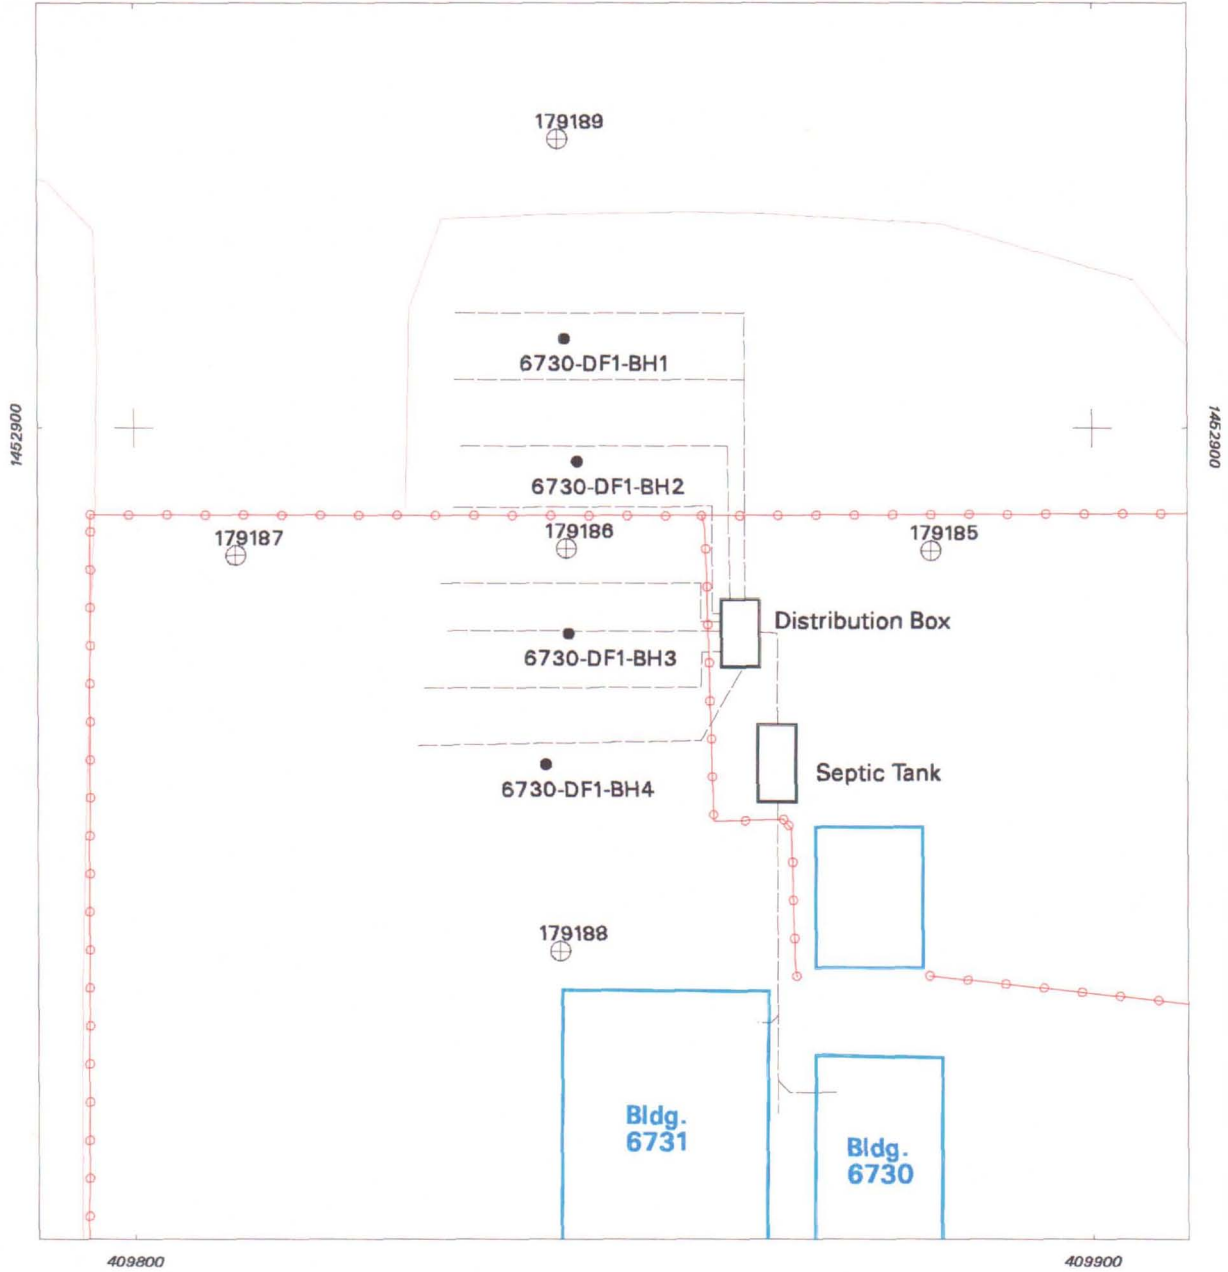 179189
6730-DF1-BH1
1452900
1452900
6730-DF1-BH2
179187
179186
179185
Distribution Box
6730-DF1-BH3
Septic Tank
6730-DF1-BH4
179188
Bldg.
6731
Bldg.
6730
409800
409900